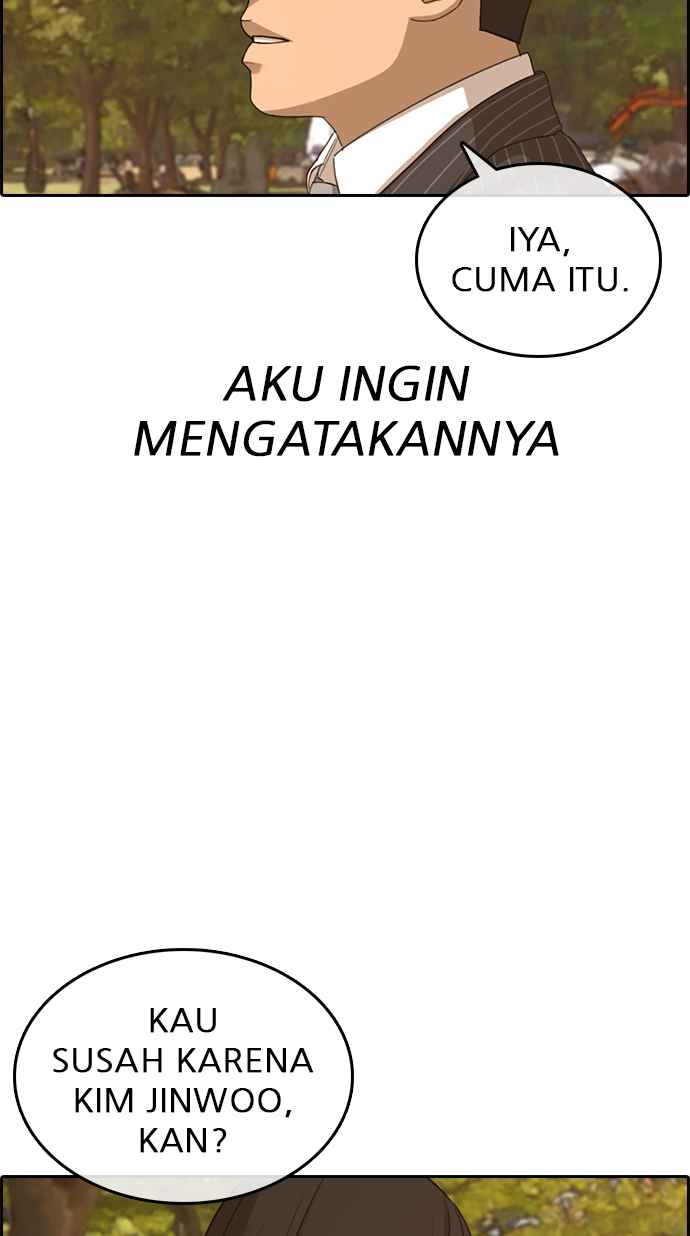 IYA,
CUMA ITU.
AKU INGIN
MENGATAKANNYA
KAU
SUSAH KARENA
KIM JINWOO,
KAN?